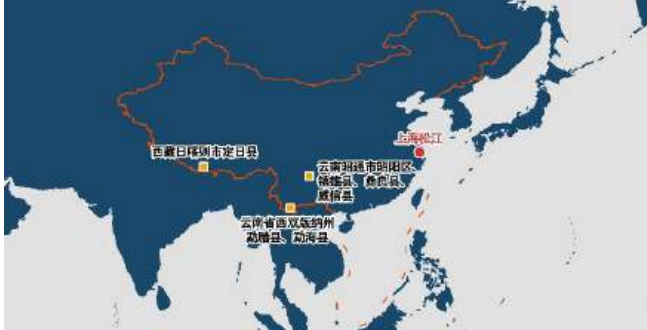 上海松江
西藏日喀则市定日县
云南昭通市昭阳区、
镇雄县、彝良县、
威信县
云南省西双版纳州
勐腊县、勐海县